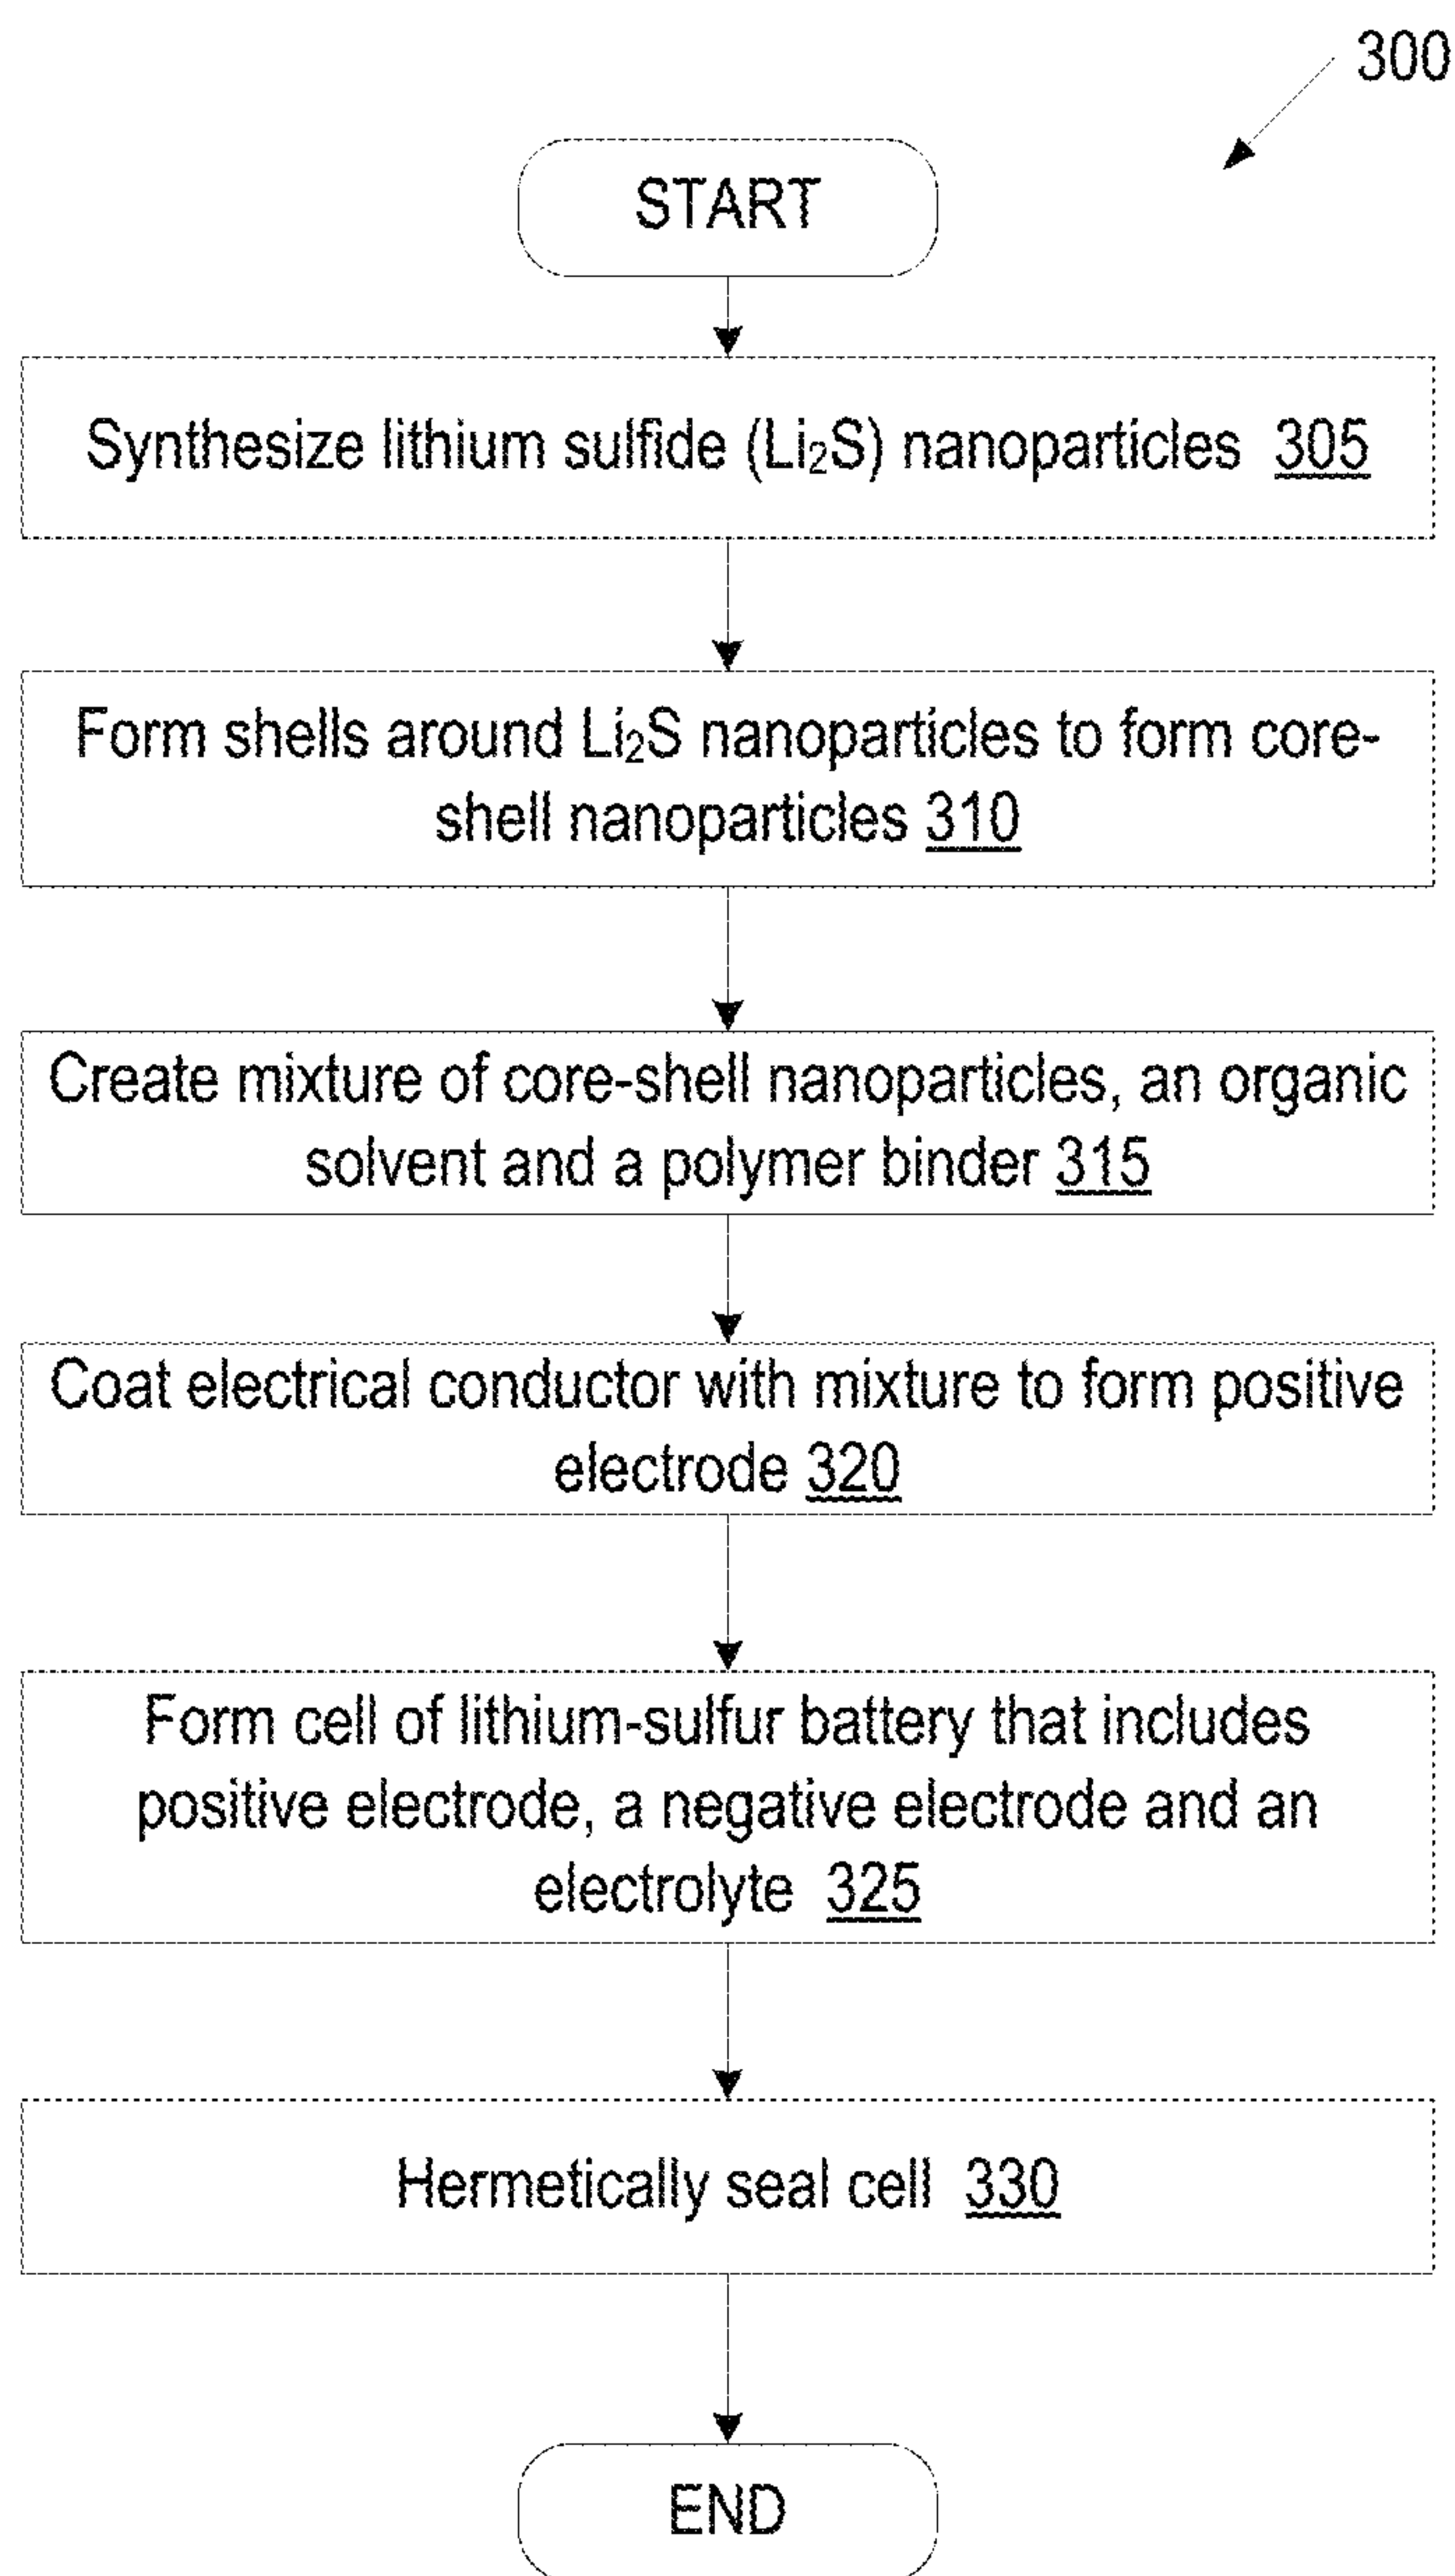 300
START
Synthesize lithium sulfide (Li₂S) nanoparticles 305
Form shells around Li₂S nanoparticles to form core-
shell nanoparticles 310
Create mixture of core-shell nanoparticles, an organic
solvent and a polymer binder 315
Coat electrical conductor with mixture to form positive
electrode 320
Form cell of lithium-sulfur battery that includes
positive electrode, a negative electrode and an
electrolyte 325
Hermetically seal cell 330
END